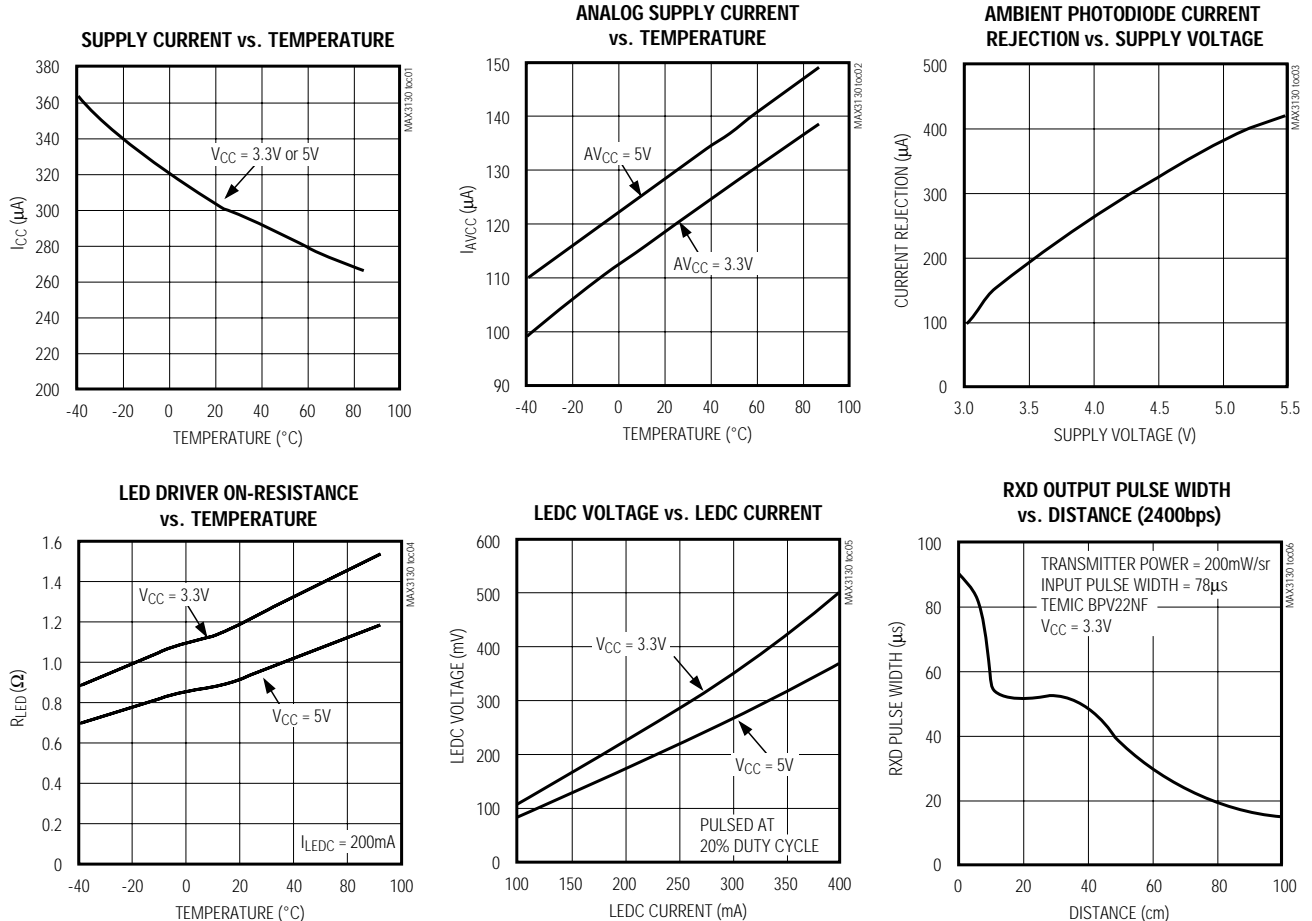 SUPPLY CURRENT vs. TEMPERATURE
380
360
340
320
300
280
260
240
220
200
ICC (µA)
VCC = 3.3V or 5V
-40 -20 0 20 40 60 80 100
TEMPERATURE (°C)
MAX3130 toc01
ANALOG SUPPLY CURRENT
vs. TEMPERATURE
150
140
130
120
110
100
90
IAVCC (µA)
AVCC = 5V
AVCC = 3.3V
-40 -20 0 20 40 60 80 100
TEMPERATURE (°C)
MAX3130 toc02
AMBIENT PHOTODIODE CURRENT
REJECTION vs. SUPPLY VOLTAGE
500
400
300
200
100
0
CURRENT REJECTION (µA)
3.0 3.5 4.0 4.5 5.0 5.5
SUPPLY VOLTAGE (V)
MAX3130 toc03
LED DRIVER ON-RESISTANCE
vs. TEMPERATURE
1.6
1.4
1.2
1.0
0.8
0.6
0.4
0.2
0
RLED (Ω)
VCC = 3.3V
VCC = 5V
ILEDC = 200mA
-40 -20 0 20 40 60 80 100
TEMPERATURE (°C)
MAX3130 toc04
LEDC VOLTAGE vs. LEDC CURRENT
600
500
400
300
200
100
0
LEDC VOLTAGE (mV)
VCC = 3.3V
VCC = 5V
PULSED AT
20% DUTY CYCLE
100 150 200 250 300 350 400
LEDC CURRENT (mA)
MAX3130 toc05
RXD OUTPUT PULSE WIDTH
vs. DISTANCE (2400bps)
100
80
60
40
20
0
RXD PULSE WIDTH (µs)
TRANSMITTER POWER = 200mW/sr
INPUT PULSE WIDTH = 78µs
TEMIC BPV22NF
VCC = 3.3V
0 20 40 60 80 100
DISTANCE (cm)
MAX3130 toc06